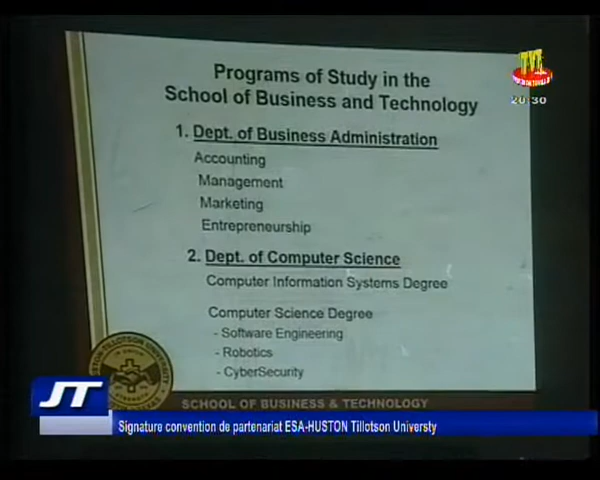 Programs of Study in the
School of Business and Technology
1. Dept. of Business Administration
Accounting
Management
Marketing
Entrepreneurship
2. Dept. of Computer Science
Computer Information Systems Degree
Computer Science Degree
- Software Engineering
- Robotics
- CyberSecurity
SCHOOL OF BUSINESS & TECHNOLOGY
TVT
20:30
JT
Signature convention de partenariat ESA-HUSTON Tillotson Universty